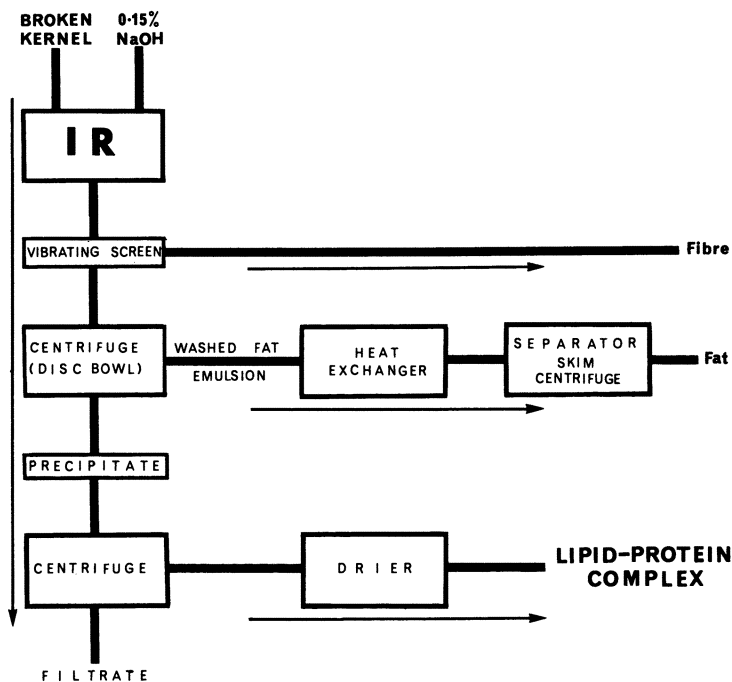 BROKEN KERNEL
0·15% NaOH
IR
VIBRATING SCREEN
Fibre
CENTRIFUGE
(DISC BOWL)
WASHED FAT
EMULSION
HEAT
EXCHANGER
SEPARATOR
SKIM
CENTRIFUGE
Fat
PRECIPITATE
CENTRIFUGE
DRIER
LIPID-PROTEIN
COMPLEX
FILTRATE